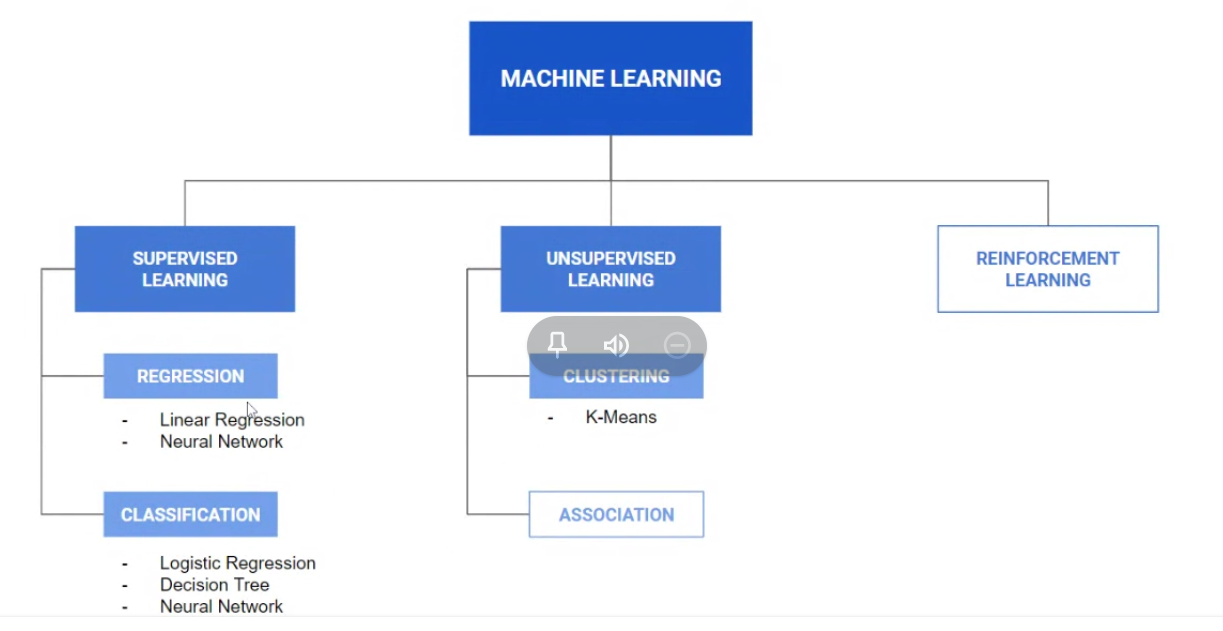 MACHINE LEARNING
SUPERVISED
LEARNING
UNSUPERVISED
LEARNING
REINFORCEMENT
LEARNING
REGRESSION
- Linear Regression
- Neural Network
CLUSTERING
- K-Means
CLASSIFICATION
- Logistic Regression
- Decision Tree
- Neural Network
ASSOCIATION